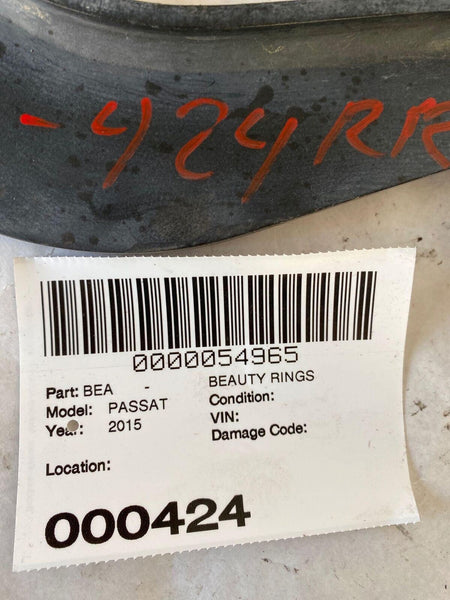 -424RR
0000054965
Part: BEA - BEAUTY RINGS
Model: PASSAT Condition:
Year: 2015 VIN:
Damage Code:
Location:
000424